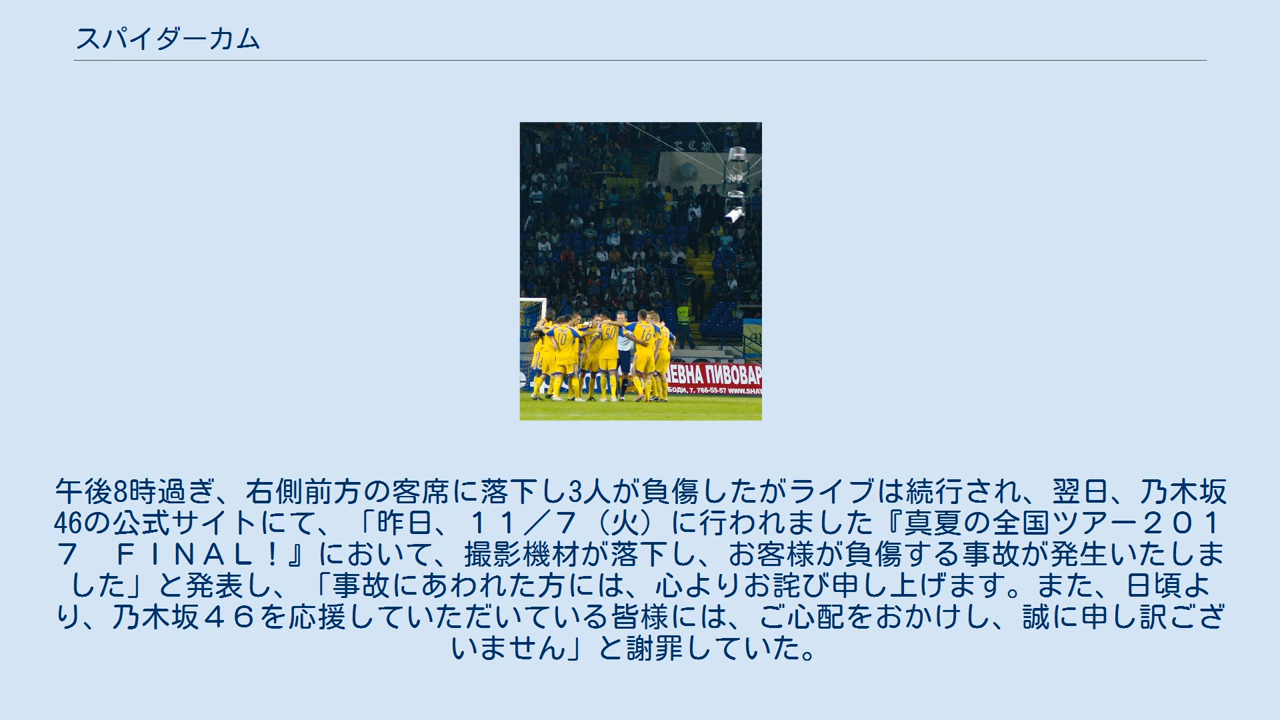 スパイダーカム
ЕВНА ПИВОВАР
БОДИ, т. 766-55-57 WWW.SHA
午後8時過ぎ、右側前方の客席に落下し3人が負傷したがライブは続行され、翌日、乃木坂
46の公式サイトにて、「昨日、１１／７（火）に行われました『真夏の全国ツアー２０１
７　ＦＩＮＡＬ！』において、撮影機材が落下し、お客様が負傷する事故が発生いたしま
した」と発表し、「事故にあわれた方には、心よりお詫び申し上げます。また、日頃よ
り、乃木坂４６を応援していただいている皆様には、ご心配をおかけし、誠に申し訳ござ
いません」と謝罪していた。